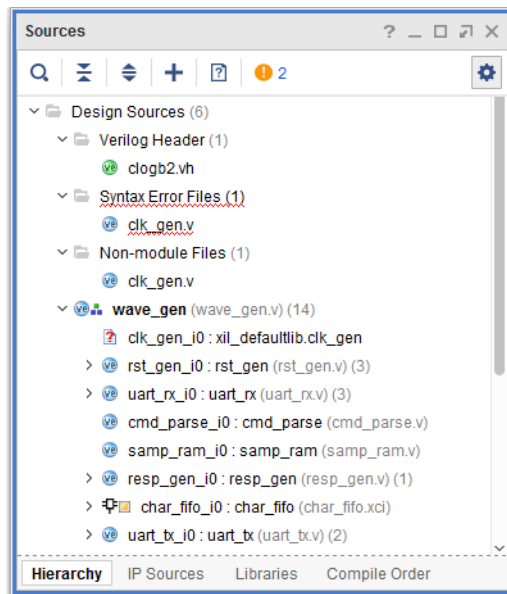 Sources
2
Design Sources (6)
Verilog Header (1)
clogb2.vh
Syntax Error Files (1)
clk_gen.v
Non-module Files (1)
clk_gen.v
wave_gen (wave_gen.v) (14)
clk_gen_i0 : xil_defaultlib.clk_gen
rst_gen_i0 : rst_gen (rst_gen.v) (3)
uart_rx_i0 : uart_rx (uart_rx.v) (3)
cmd_parse_i0 : cmd_parse (cmd_parse.v)
samp_ram_i0 : samp_ram (samp_ram.v)
resp_gen_i0 : resp_gen (resp_gen.v) (1)
char_fifo_i0 : char_fifo (char_fifo.xci)
uart_tx_i0 : uart_tx (uart_tx.v) (2)
Hierarchy IP Sources Libraries Compile Order